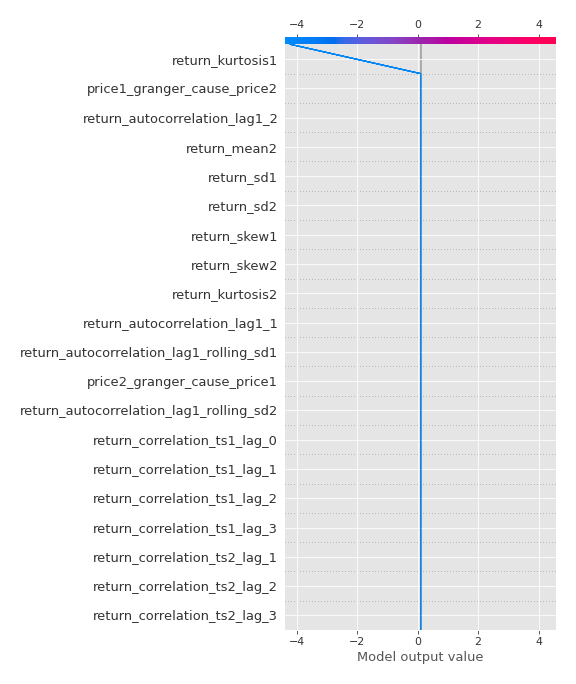 −4 −2 0 2 4
return_kurtosis1
price1_granger_cause_price2
return_autocorrelation_lag1_2
return_mean2
return_sd1
return_sd2
return_skew1
return_skew2
return_kurtosis2
return_autocorrelation_lag1_1
return_autocorrelation_lag1_rolling_sd1
price2_granger_cause_price1
return_autocorrelation_lag1_rolling_sd2
return_correlation_ts1_lag_0
return_correlation_ts1_lag_1
return_correlation_ts1_lag_2
return_correlation_ts1_lag_3
return_correlation_ts2_lag_1
return_correlation_ts2_lag_2
return_correlation_ts2_lag_3
−4 −2 0 2 4
Model output value